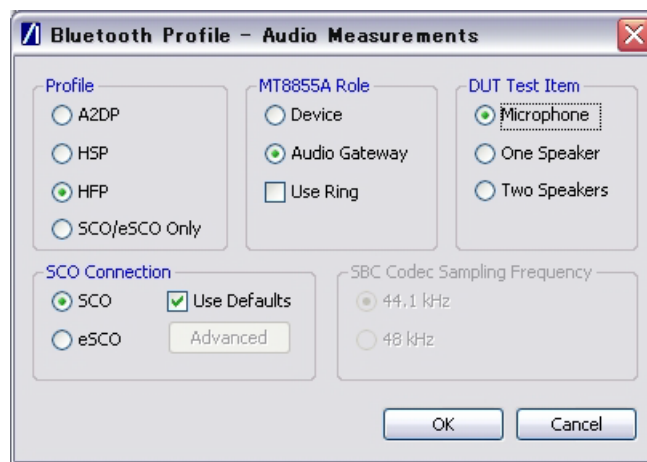 Bluetooth Profile - Audio Measurements
Profile
A2DP
HSP
HFP
SCO/eSCO Only
MT8855A Role
Device
Audio Gateway
Use Ring
DUT Test Item
Microphone
One Speaker
Two Speakers
SCO Connection
SCO
Use Defaults
eSCO
Advanced
SBC Codec Sampling Frequency
44.1 kHz
48 kHz
OK
Cancel